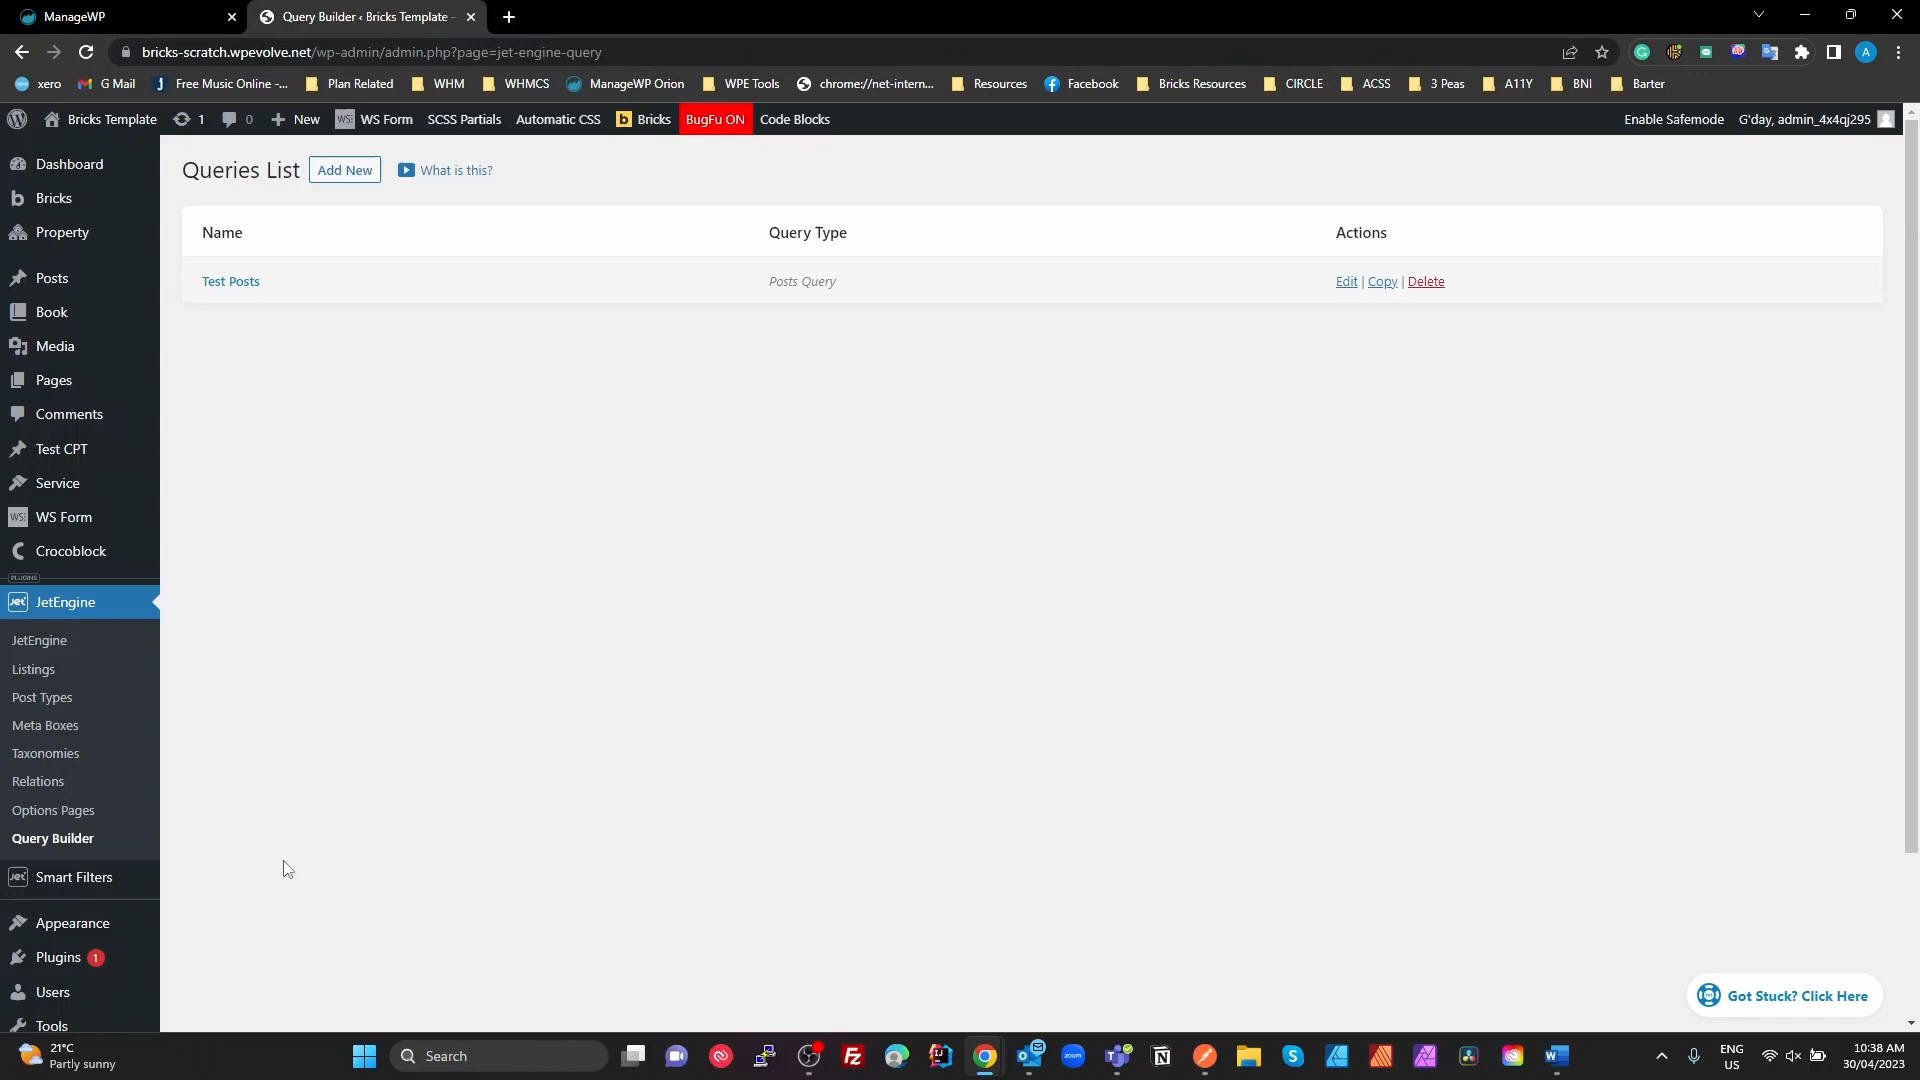 ManageWP
Query Builder ‹ Bricks Template —
bricks-scratch.wpevolve.net/wp-admin/admin.php?page=jet-engine-query
A
xero
G Mail
Free Music Online -...
Plan Related
WHM
WHMCS
ManageWP Orion
WPE Tools
chrome://net-intern...
Resources
Facebook
Bricks Resources
CIRCLE
ACSS
3 Peas
A11Y
BNI
Barter
Bricks Template
1
0
New
WS Form
SCSS Partials
Automatic CSS
b Bricks
BugFu ON
Code Blocks
Enable Safemode
G'day, admin_4x4qj295
Dashboard
Bricks
Property
Posts
Book
Media
Pages
Comments
Test CPT
Service
WS Form
Crocoblock
PLUGINS
JetEngine
JetEngine
Listings
Post Types
Meta Boxes
Taxonomies
Relations
Options Pages
Query Builder
Smart Filters
Appearance
Plugins 1
Users
Tools
Queries List
Add New
What is this?
Name
Query Type
Actions
Test Posts
Posts Query
Edit | Copy | Delete
Got Stuck? Click Here
21°C
Partly sunny
Search
ENG
US
10:38 AM
30/04/2023